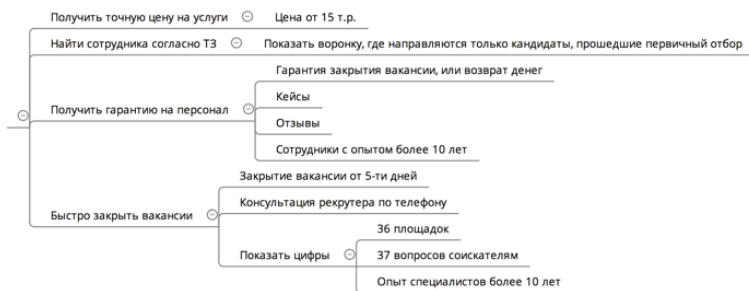 Получить точную цену на услуги
Цена от 15 т.р.
Найти сотрудника согласно ТЗ
Показать воронку, где направляются только кандидаты, прошедшие первичный отбор
Получить гарантию на персонал
Гарантия закрытия вакансии, или возврат денег
Кейсы
Отзывы
Сотрудники с опытом более 10 лет
Быстро закрыть вакансии
Закрытие вакансии от 5-ти дней
Консультация рекрутера по телефону
Показать цифры
36 площадок
37 вопросов соискателям
Опыт специалистов более 10 лет